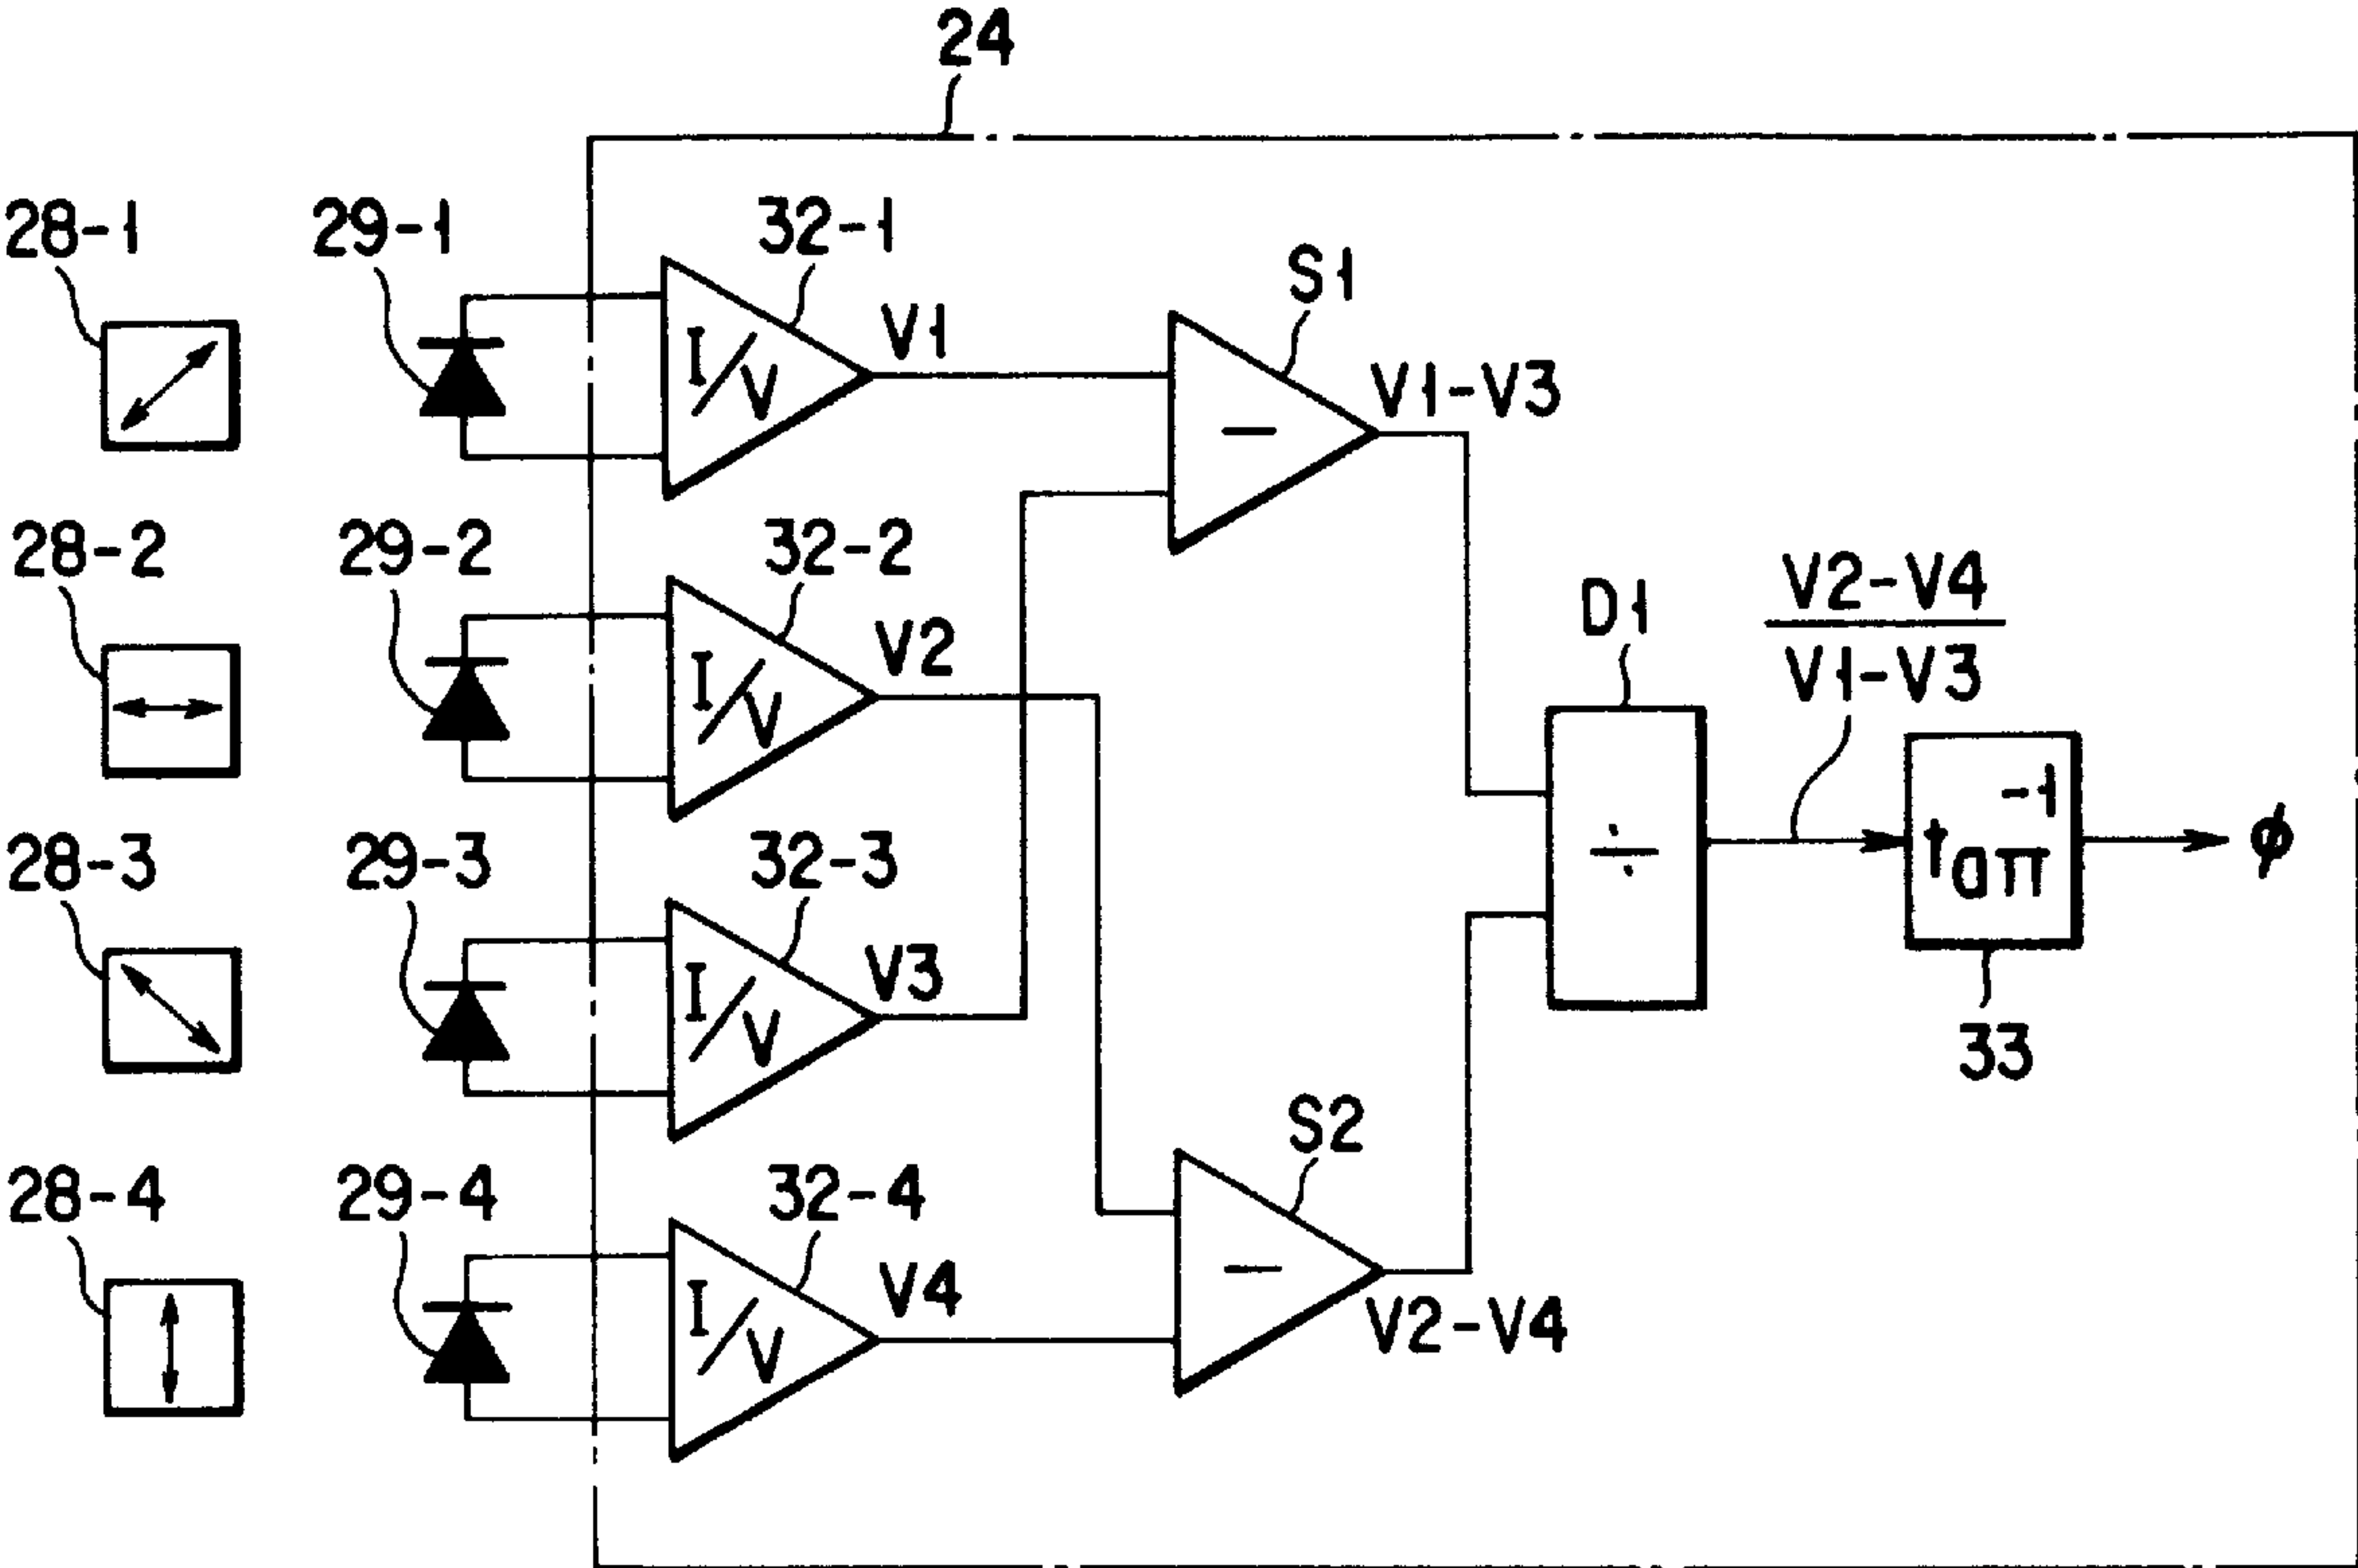 24
28-1
29-1
32-1
I/V
V1
S1
−
V1-V3
28-2
29-2
32-2
I/V
V2
D1
÷
V2-V4
V1-V3
tan
-1
φ
33
28-3
29-3
32-3
I/V
V3
28-4
29-4
32-4
I/V
V4
S2
−
V2-V4